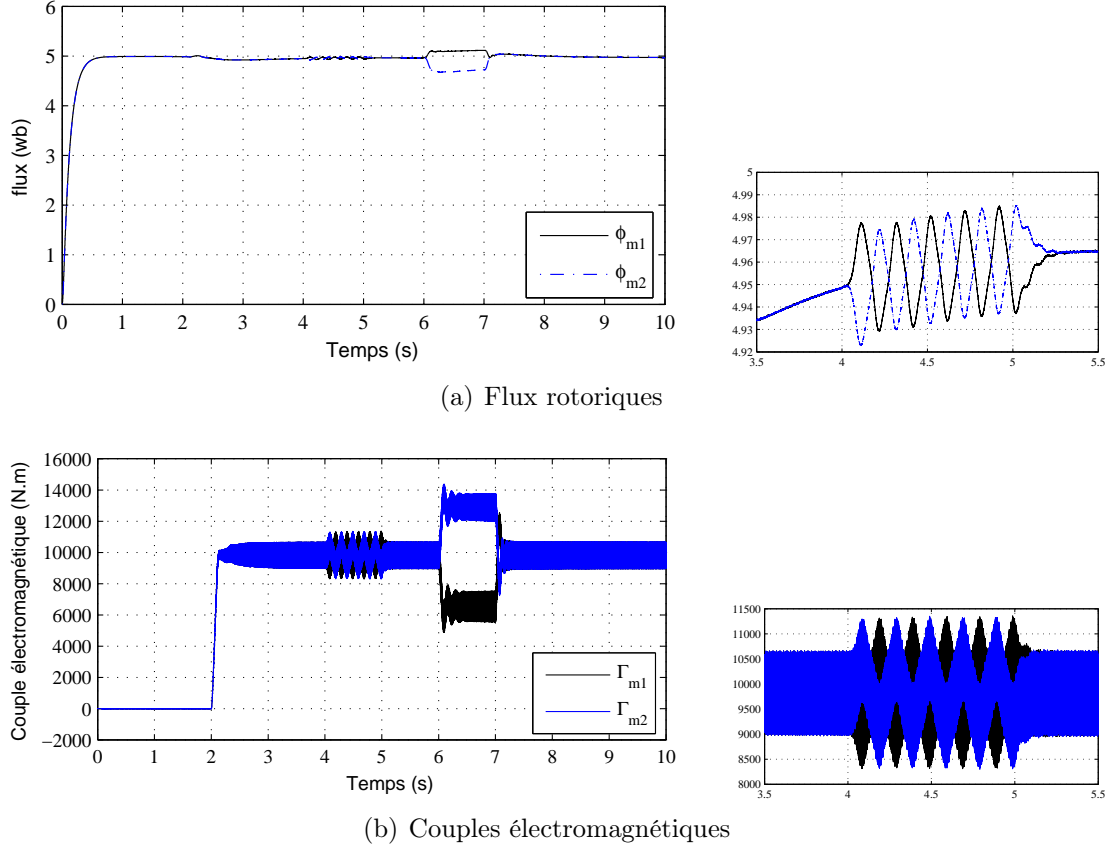 6
5
4
3
2
1
0
flux (wb)
0 1 2 3 4 5 6 7 8 9 10
Temps (s)
ϕm1
ϕm2
5
4.99
4.98
4.97
4.96
4.95
4.94
4.93
4.92
3.5 4 4.5 5 5.5
(a) Flux rotoriques
16000
14000
12000
10000
8000
6000
4000
2000
0
−2000
Couple électromagnétique (N.m)
0 1 2 3 4 5 6 7 8 9 10
Temps (s)
Γm1
Γm2
11500
11000
10500
10000
9500
9000
8500
8000
3.5 4 4.5 5 5.5
(b) Couples électromagnétiques